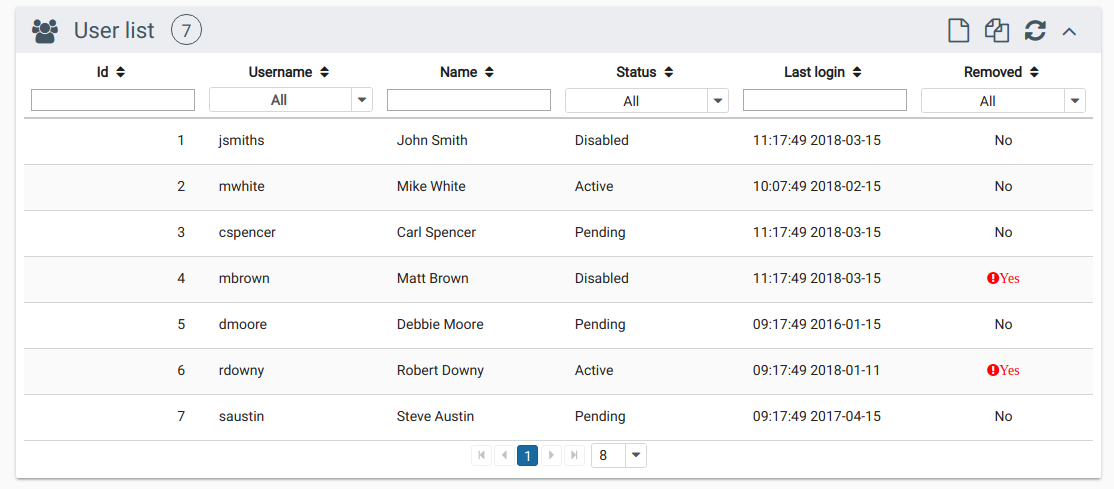 User list 7
Id Username Name Status Last login Removed
All All All
1 jsmiths John Smith Disabled 11:17:49 2018-03-15 No
2 mwhite Mike White Active 10:07:49 2018-02-15 No
3 cspencer Carl Spencer Pending 11:17:49 2018-03-15 No
4 mbrown Matt Brown Disabled 11:17:49 2018-03-15 Yes
5 dmoore Debbie Moore Pending 09:17:49 2016-01-15 No
6 rdowny Robert Downy Active 09:17:49 2018-01-11 Yes
7 saustin Steve Austin Pending 09:17:49 2017-04-15 No
1 8